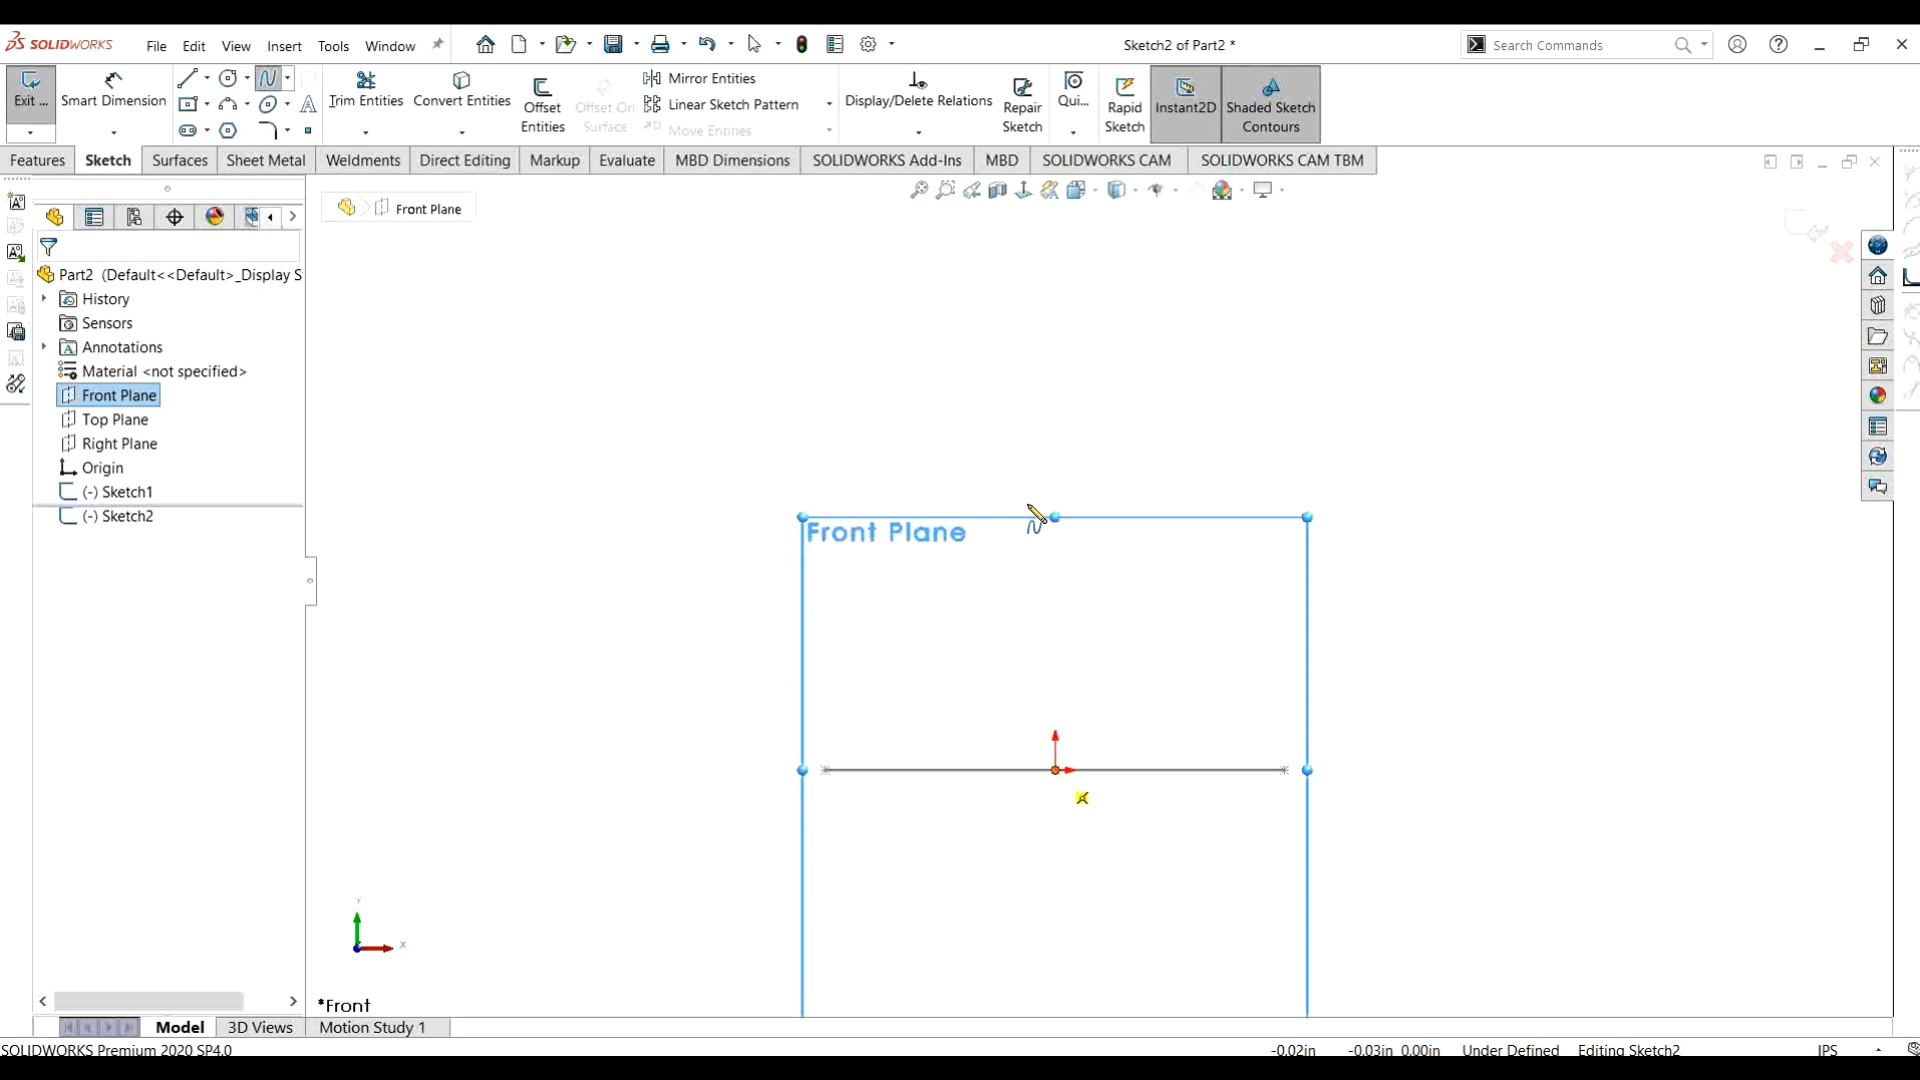 SOLIDWORKS
File Edit View Insert Tools Window
Sketch2 of Part2 *
Search Commands
Exit ...
Smart Dimension
Trim Entities
Convert Entities
Offset Entities
Offset On Surface
Mirror Entities
Linear Sketch Pattern
Move Entities
Display/Delete Relations
Repair Sketch
Qui...
Rapid Sketch
Instant2D
Shaded Sketch Contours
Features Sketch Surfaces Sheet Metal Weldments Direct Editing Markup Evaluate MBD Dimensions SOLIDWORKS Add-Ins MBD SOLIDWORKS CAM SOLIDWORKS CAM TBM
Front Plane
Part2 (Default<<Default>_Display S
History
Sensors
Annotations
Material <not specified>
Front Plane
Top Plane
Right Plane
Origin
(-) Sketch1
(-) Sketch2
Front Plane
Y
X
*Front
Model 3D Views Motion Study 1
SOLIDWORKS Premium 2020 SP4.0
-0.02in -0.03in 0.00in Under Defined Editing Sketch2 IPS